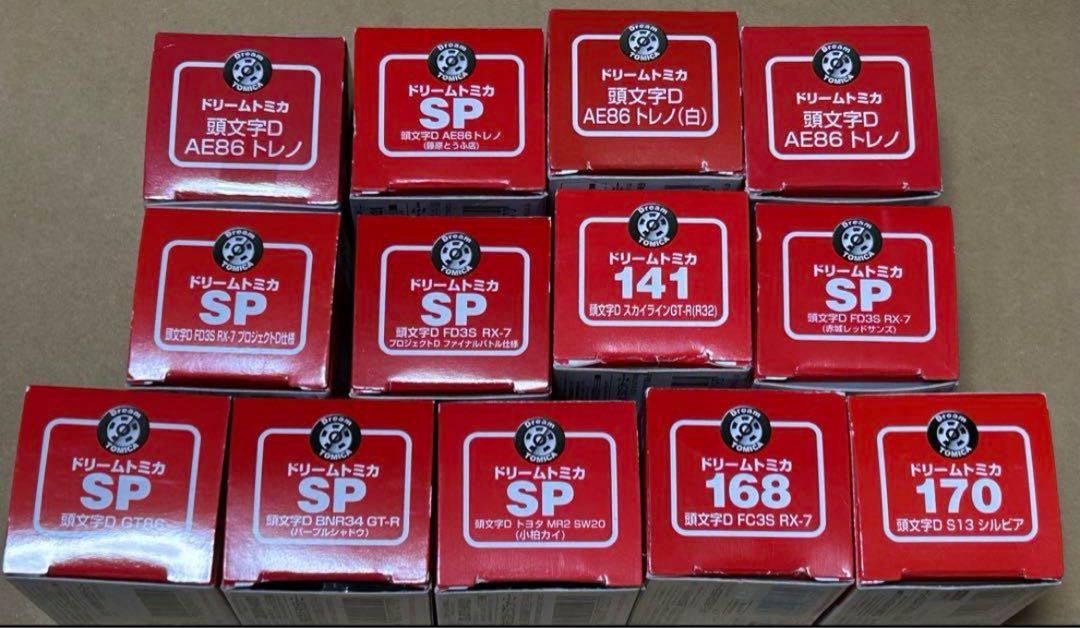 Dream
TOMICA
ドリームトミカ
頭文字D
AE86 トレノ
Dream
TOMICA
ドリームトミカ
SP
頭文字D AE86トレノ
(藤原とうふ店)
Dream
TOMICA
ドリームトミカ
頭文字D
AE86 トレノ(白)
Dream
TOMICA
ドリームトミカ
頭文字D
AE86 トレノ
Dream
TOMICA
ドリームトミカ
SP
頭文字D FD3S RX-7 プロジェクトD仕様
Dream
TOMICA
ドリームトミカ
SP
頭文字D FD3S RX-7
プロジェクトD ファイナルバトル仕様
Dream
TOMICA
ドリームトミカ
141
頭文字D スカイラインGT-R(R32)
Dream
TOMICA
ドリームトミカ
SP
頭文字D FD3S RX-7
(赤城レッドサンズ)
Dream
TOMICA
ドリームトミカ
SP
頭文字D GT86
Dream
TOMICA
ドリームトミカ
SP
頭文字D BNR34 GT-R
(パープルシャドウ)
Dream
TOMICA
ドリームトミカ
SP
頭文字D トヨタ MR2 SW20
(小柏カイ)
Dream
TOMICA
ドリームトミカ
168
頭文字D FC3S RX-7
Dream
TOMICA
ドリームトミカ
170
頭文字D S13 シルビア